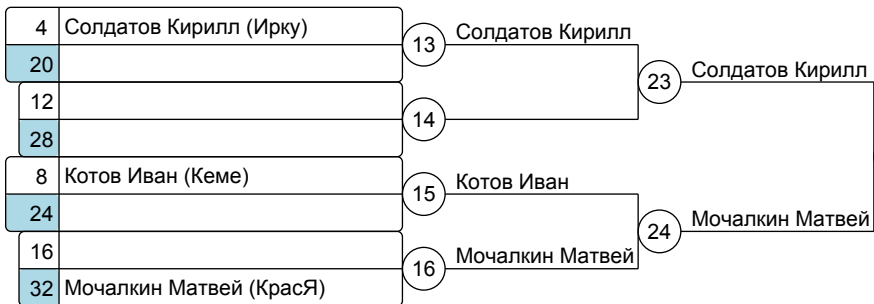 4 Солдатов Кирилл (Ирку)
20
13 Солдатов Кирилл
12
28
14
23 Солдатов Кирилл
8 Котов Иван (Кеме)
24
15 Котов Иван
16
32 Мочалкин Матвей (КрасЯ)
16 Мочалкин Матвей
24 Мочалкин Матвей